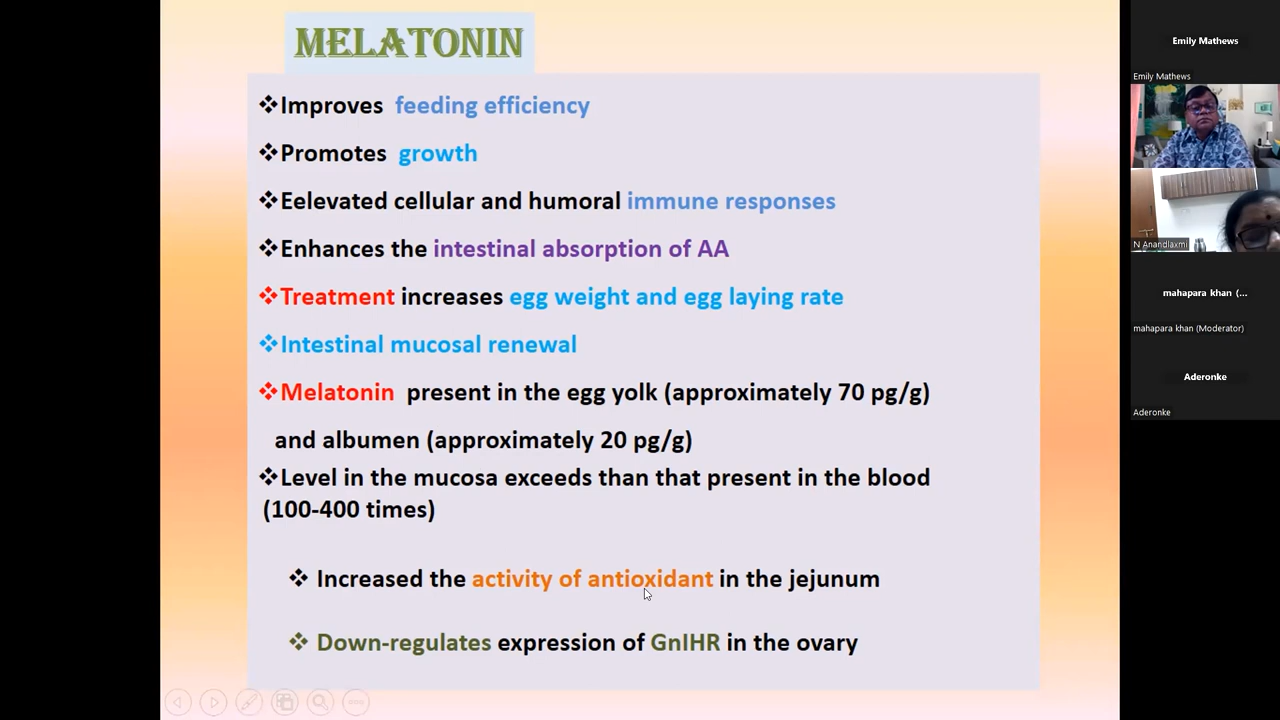 MELATONIN
❖Improves feeding efficiency
❖Promotes growth
❖Eelevated cellular and humoral immune responses
❖Enhances the intestinal absorption of AA
❖Treatment increases egg weight and egg laying rate
❖Intestinal mucosal renewal
❖Melatonin present in the egg yolk (approximately 70 pg/g)
and albumen (approximately 20 pg/g)
❖Level in the mucosa exceeds than that present in the blood
(100-400 times)
❖ Increased the activity of antioxidant in the jejunum
❖ Down-regulates expression of GnIHR in the ovary
Emily Mathews
Emily Mathews
N Anandlaxmi
mahapara khan (...
mahapara khan (Moderator)
Aderonke
Aderonke